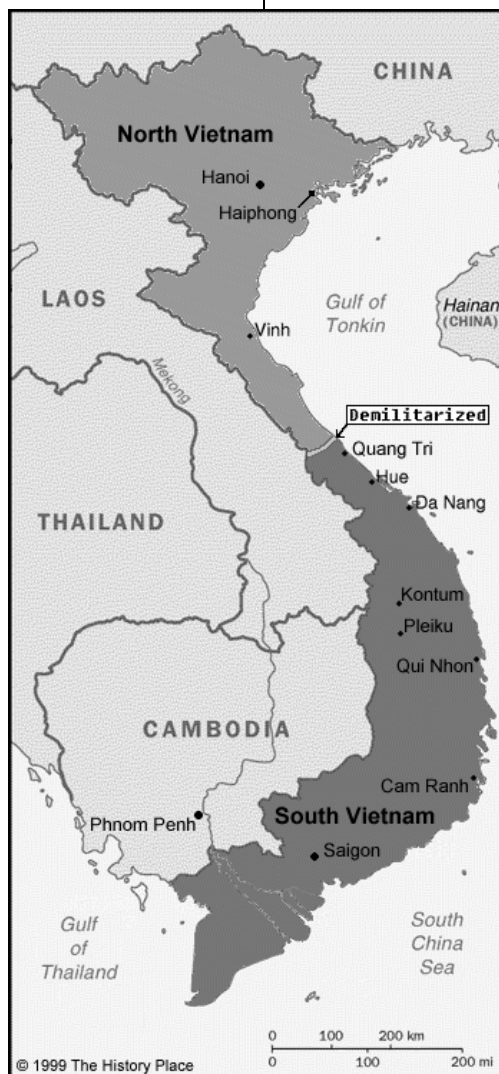 CHINA
North Vietnam
Hanoi
Haiphong
LAOS
Gulf of
Tonkin
Hainan
(CHINA)
Vinh
Mekong
Demilitarized
Quang Tri
Hue
Da Nang
THAILAND
Kontum
Pleiku
Qui Nhon
CAMBODIA
Cam Ranh
South Vietnam
Phnom Penh
Saigon
Gulf
of
Thailand
South
China
Sea
0 100 200 km
0 100 200 mi
© 1999 The History Place